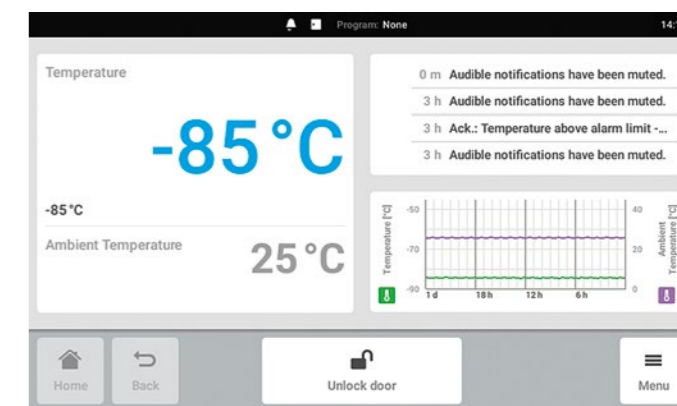 Program: None
Temperature
-85 °C
-85 °C
Ambient Temperature
25 °C
0 m Audible notifications have been muted.
3 h Audible notifications have been muted.
3 h Ack.: Temperature above alarm limit -...
3 h Audible notifications have been muted.
Temperature [°C]
-50
-70
-90
1 d 18 h 12 h 6 h
40
20
0
Ambient
Temperature [°C]
Home
Back
Unlock door
Menu